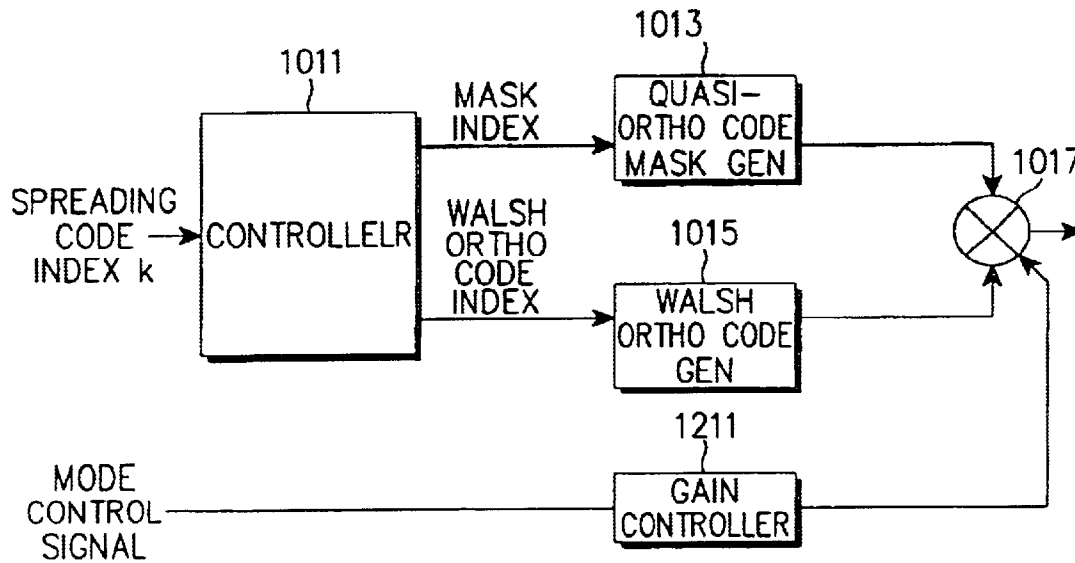 1013
1011
MASK
INDEX
QUASI-
ORTHO CODE
MASK GEN
1017
SPREADING
CODE
INDEX k
CONTROLLELR
WALSH
ORTHO
CODE
INDEX
1015
WALSH
ORTHO CODE
GEN
1211
MODE
CONTROL
SIGNAL
GAIN
CONTROLLER